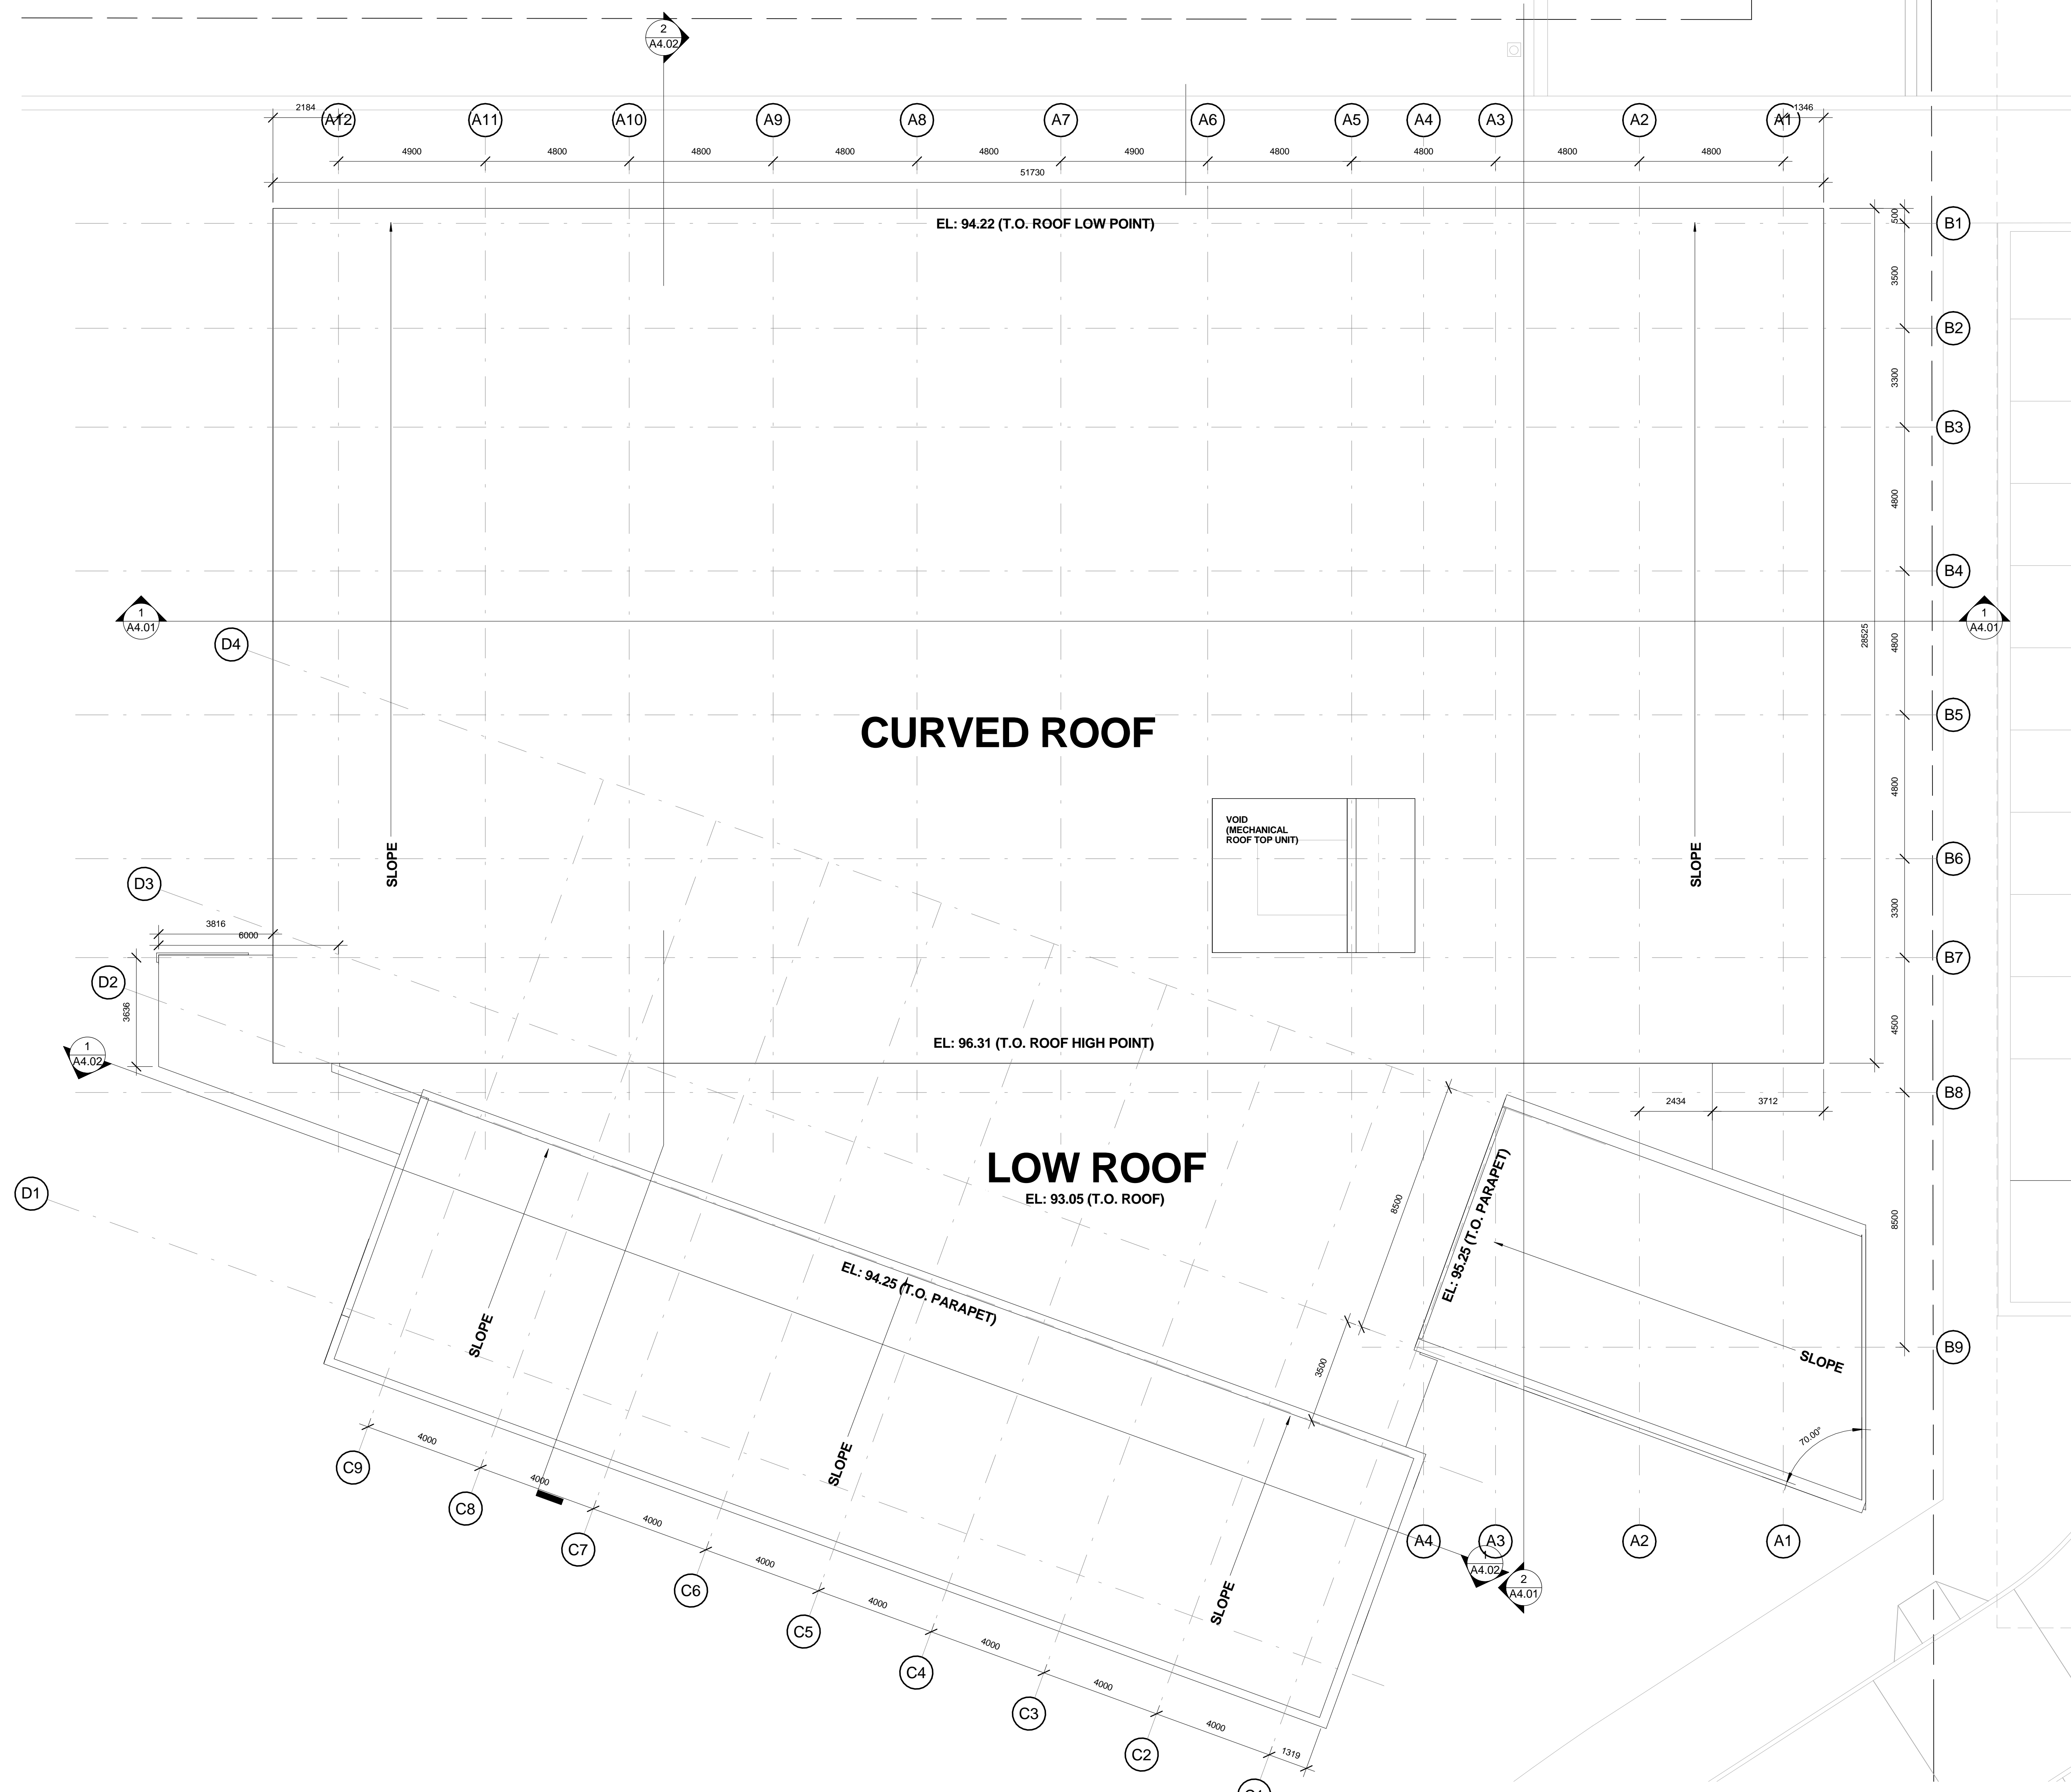 2
A4.02
2184
A12
A11
A10
A9
A8
A7
A6
A5
A4
A3
A2
A1
1346
4900
4800
4800
4800
4800
4900
4800
4800
4800
4800
51730
EL: 94.22 (T.O. ROOF LOW POINT)
500
B1
3500
B2
3300
B3
4800
B4
1
A4.01
1
A4.01
D4
28525
4800
B5
CURVED ROOF
4800
VOID
(MECHANICAL
ROOF TOP UNIT)
SLOPE
SLOPE
B6
D3
3300
3816
6000
B7
D2
3636
4500
1
A4.02
EL: 96.31 (T.O. ROOF HIGH POINT)
B8
2434
3712
LOW ROOF
EL: 93.05 (T.O. ROOF)
D1
8500
EL: 95.25 (T.O. PARAPET)
8500
EL: 94.25 (T.O. PARAPET)
SLOPE
3500
B9
SLOPE
70.00°
4000
C9
4000
SLOPE
C8
4000
C7
4000
C6
A4
A3
A2
A1
1
A4.02
2
A4.01
SLOPE
4000
C5
4000
C4
4000
C3
4000
C2
1319